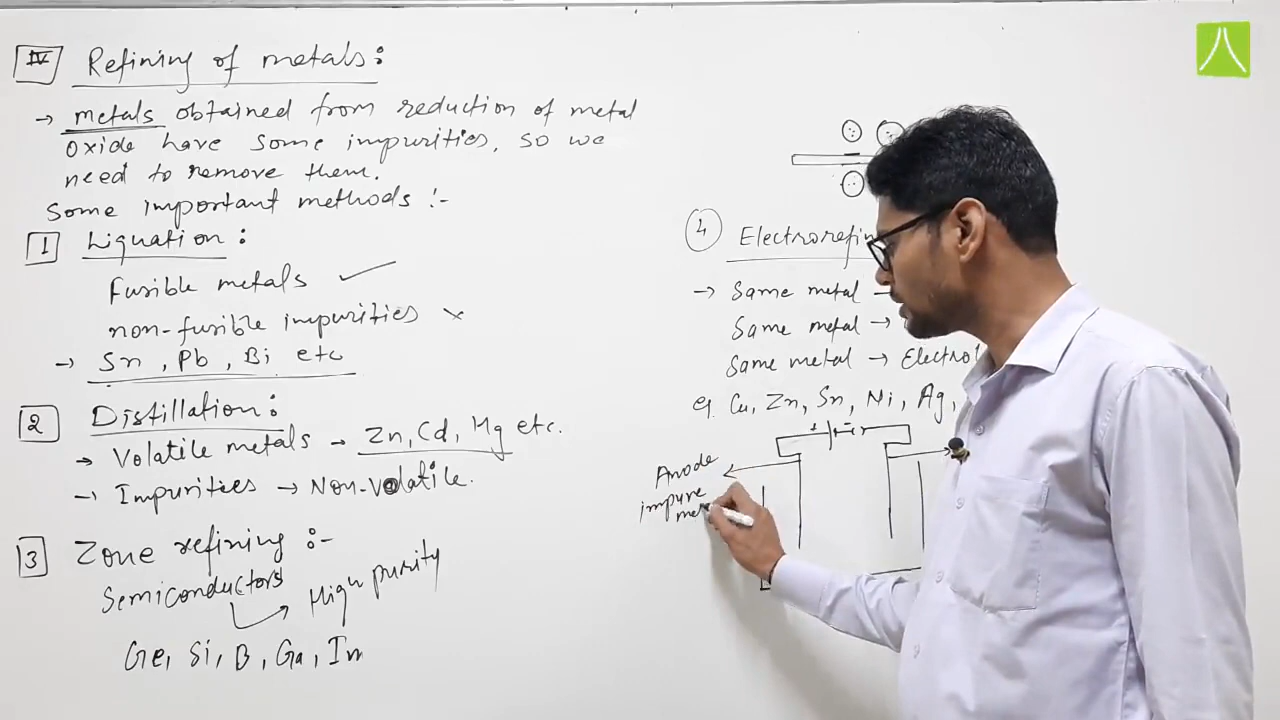 IV Refining of metals:
→ metals obtained from reduction of metal
oxide have some impurities, so we
need to remove them.
Some important methods :-
1 Liquation:
Fusible metals ✓
non-fusible impurities ×
→ Sn, Pb, Bi etc
2 Distillation:
→ Volatile metals → Zn, Cd, Hg etc.
→ Impurities → Non-Volatile.
3 Zone refining :-
Semiconductors
High purity
Ge, Si, B, Ga, In
4 Electrorefin
→ Same metal →
Same metal →
Same metal → Electrol
eg. Cu, Zn, Sn, Ni, Ag,
+ -
Anode
impure
me